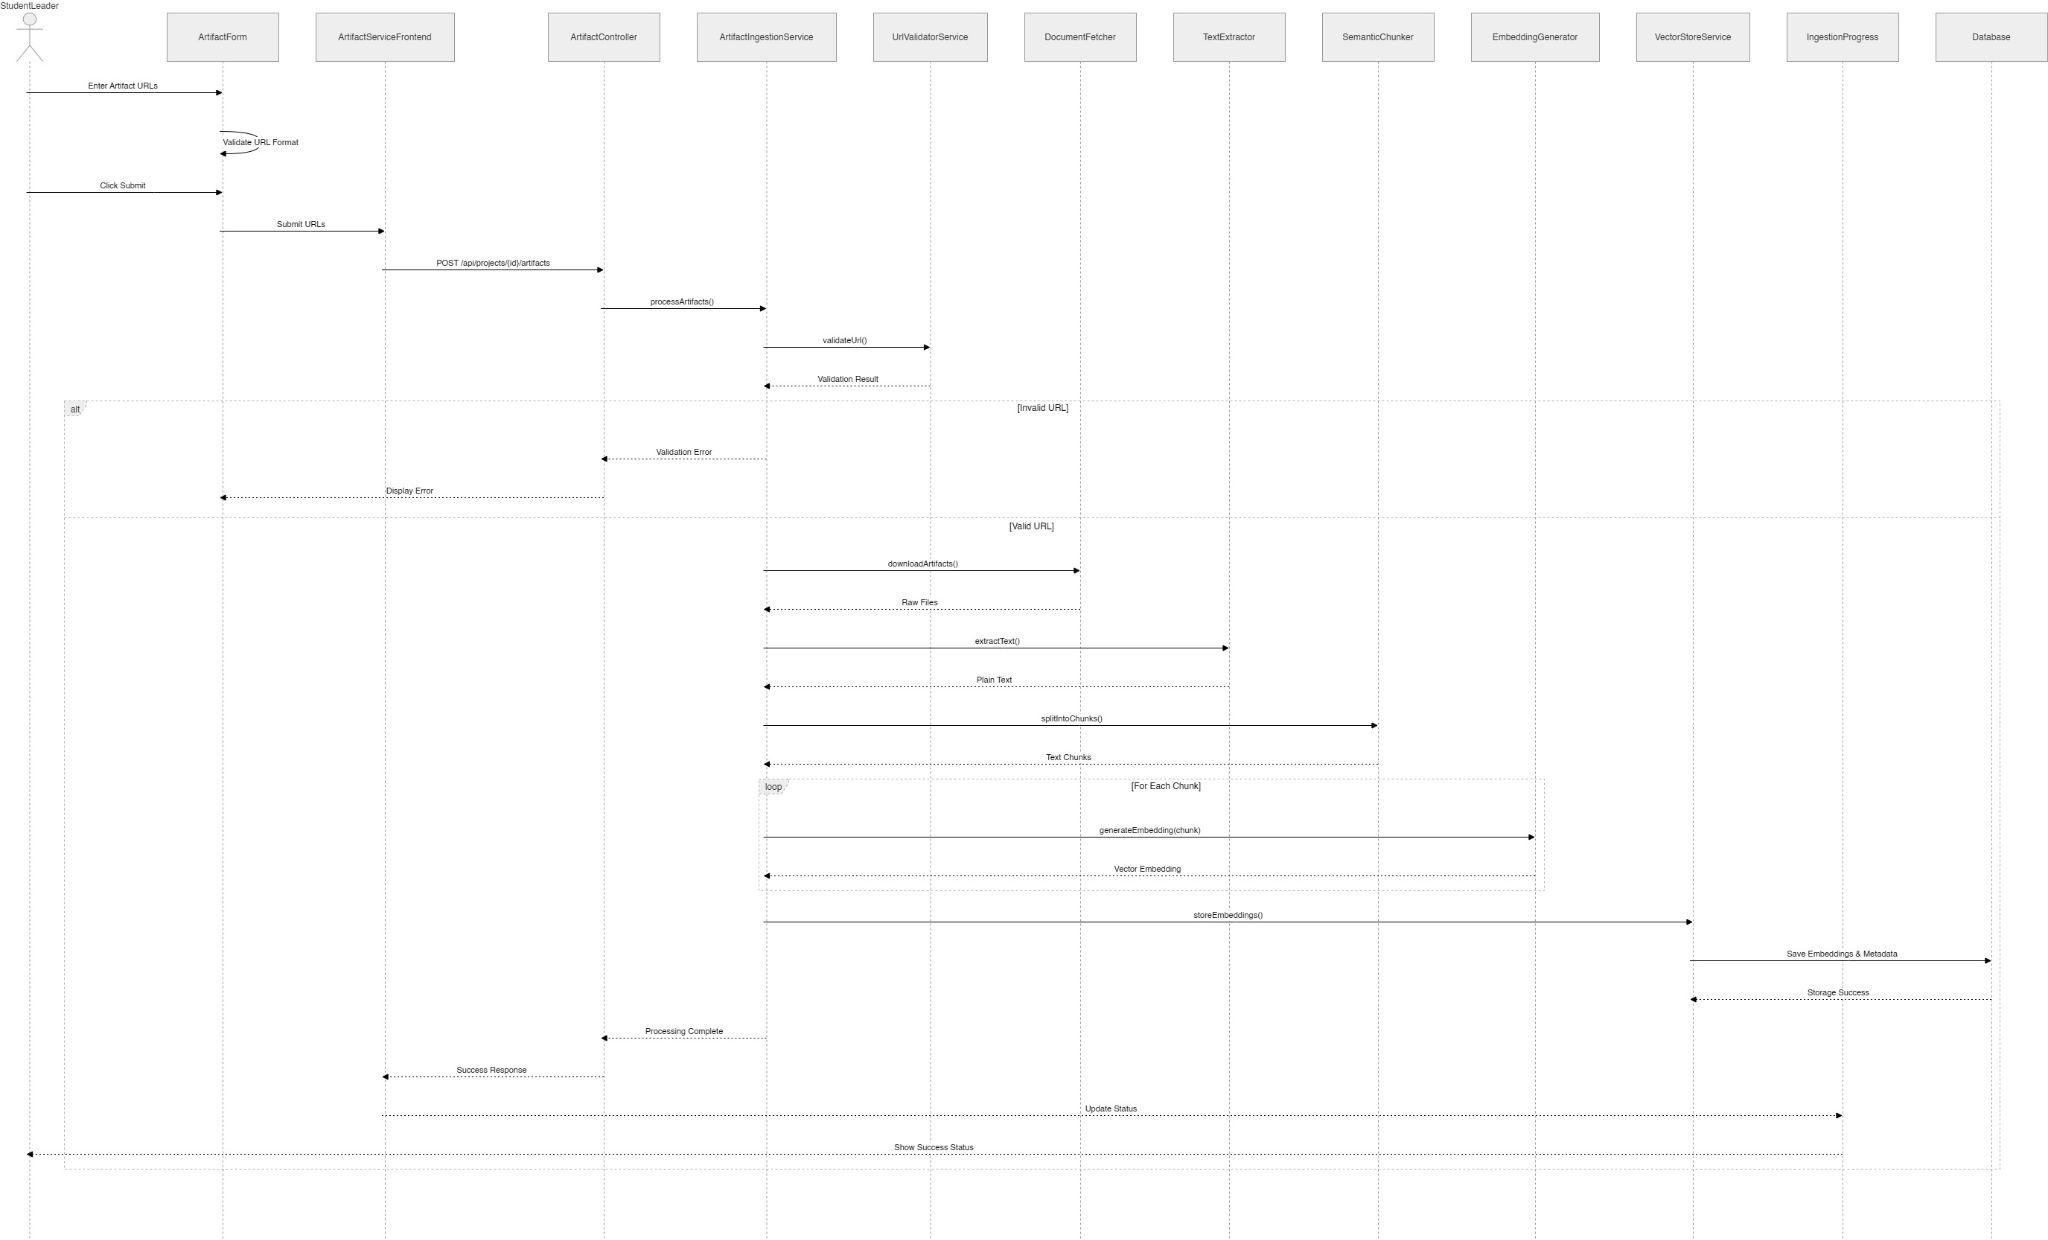 StudentLeader
ArtifactForm
ArtifactServiceFrontend
ArtifactController
ArtifactIngestionService
UrlValidatorService
DocumentFetcher
TextExtractor
SemanticChunker
EmbeddingGenerator
VectorStoreService
IngestionProgress
Database
Enter Artifact URLs
Validate URL Format
Click Submit
Submit URLs
POST /api/projects/{id}/artifacts
processArtifacts()
validateUrl()
Validation Result
alt
[Invalid URL]
Validation Error
Display Error
[Valid URL]
downloadArtifacts()
Raw Files
extractText()
Plain Text
splitIntoChunks()
Text Chunks
loop
[For Each Chunk]
generateEmbedding(chunk)
Vector Embedding
storeEmbeddings()
Save Embeddings & Metadata
Storage Success
Processing Complete
Success Response
Update Status
Show Success Status